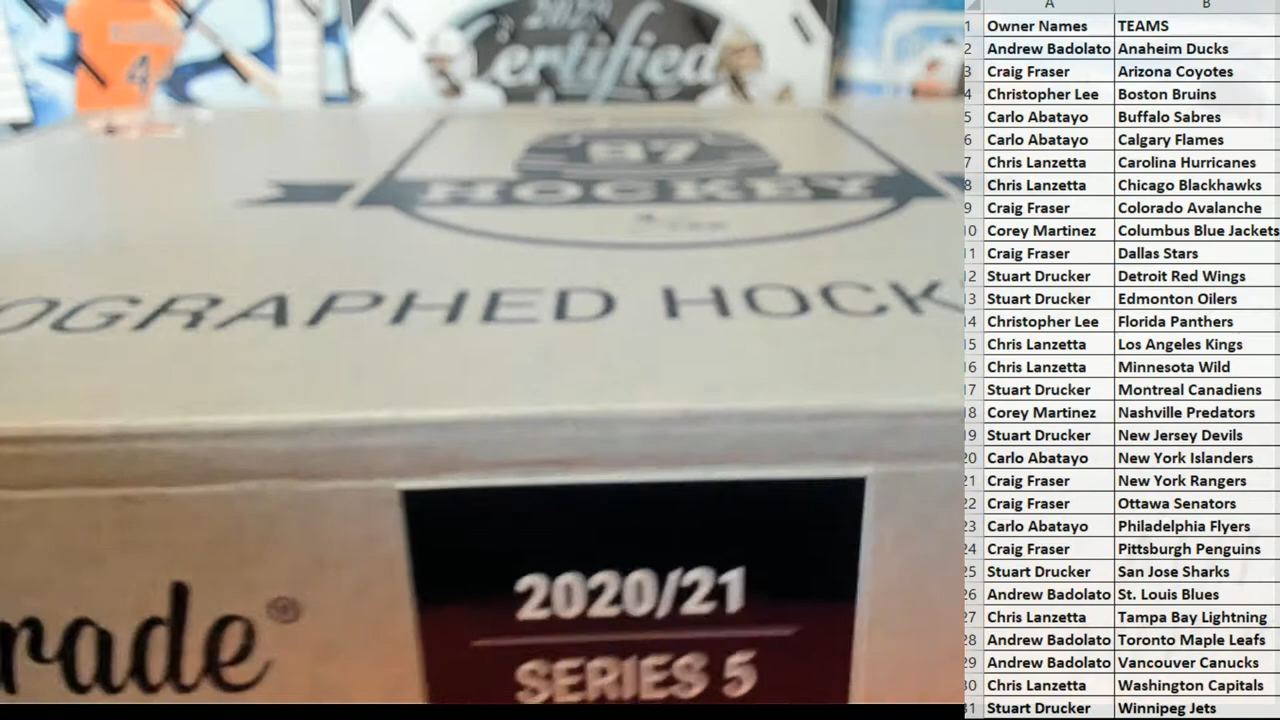 4
2023
Certified
87
HOCKEY
OGRAPHED HOCK
rade®
2020/21
SERIES 5
A B
1 Owner Names TEAMS
2 Andrew Badolato Anaheim Ducks
3 Craig Fraser Arizona Coyotes
4 Christopher Lee Boston Bruins
5 Carlo Abatayo Buffalo Sabres
6 Carlo Abatayo Calgary Flames
7 Chris Lanzetta Carolina Hurricanes
8 Chris Lanzetta Chicago Blackhawks
9 Craig Fraser Colorado Avalanche
10 Corey Martinez Columbus Blue Jackets
11 Craig Fraser Dallas Stars
12 Stuart Drucker Detroit Red Wings
13 Stuart Drucker Edmonton Oilers
14 Christopher Lee Florida Panthers
15 Chris Lanzetta Los Angeles Kings
16 Chris Lanzetta Minnesota Wild
17 Stuart Drucker Montreal Canadiens
18 Corey Martinez Nashville Predators
19 Stuart Drucker New Jersey Devils
20 Carlo Abatayo New York Islanders
21 Craig Fraser New York Rangers
22 Craig Fraser Ottawa Senators
23 Carlo Abatayo Philadelphia Flyers
24 Craig Fraser Pittsburgh Penguins
25 Stuart Drucker San Jose Sharks
26 Andrew Badolato St. Louis Blues
27 Chris Lanzetta Tampa Bay Lightning
28 Andrew Badolato Toronto Maple Leafs
29 Andrew Badolato Vancouver Canucks
30 Chris Lanzetta Washington Capitals
31 Stuart Drucker Winnipeg Jets